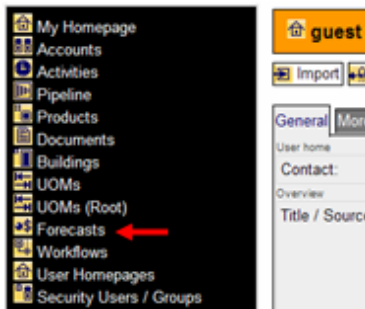 My Homepage
Accounts
Activities
Pipeline
Products
Documents
Buildings
UOMs
UOMs (Root)
Forecasts
Workflows
User Homepages
Security Users / Groups
guest
Import
General More
User home
Contact:
Overview
Title / Source